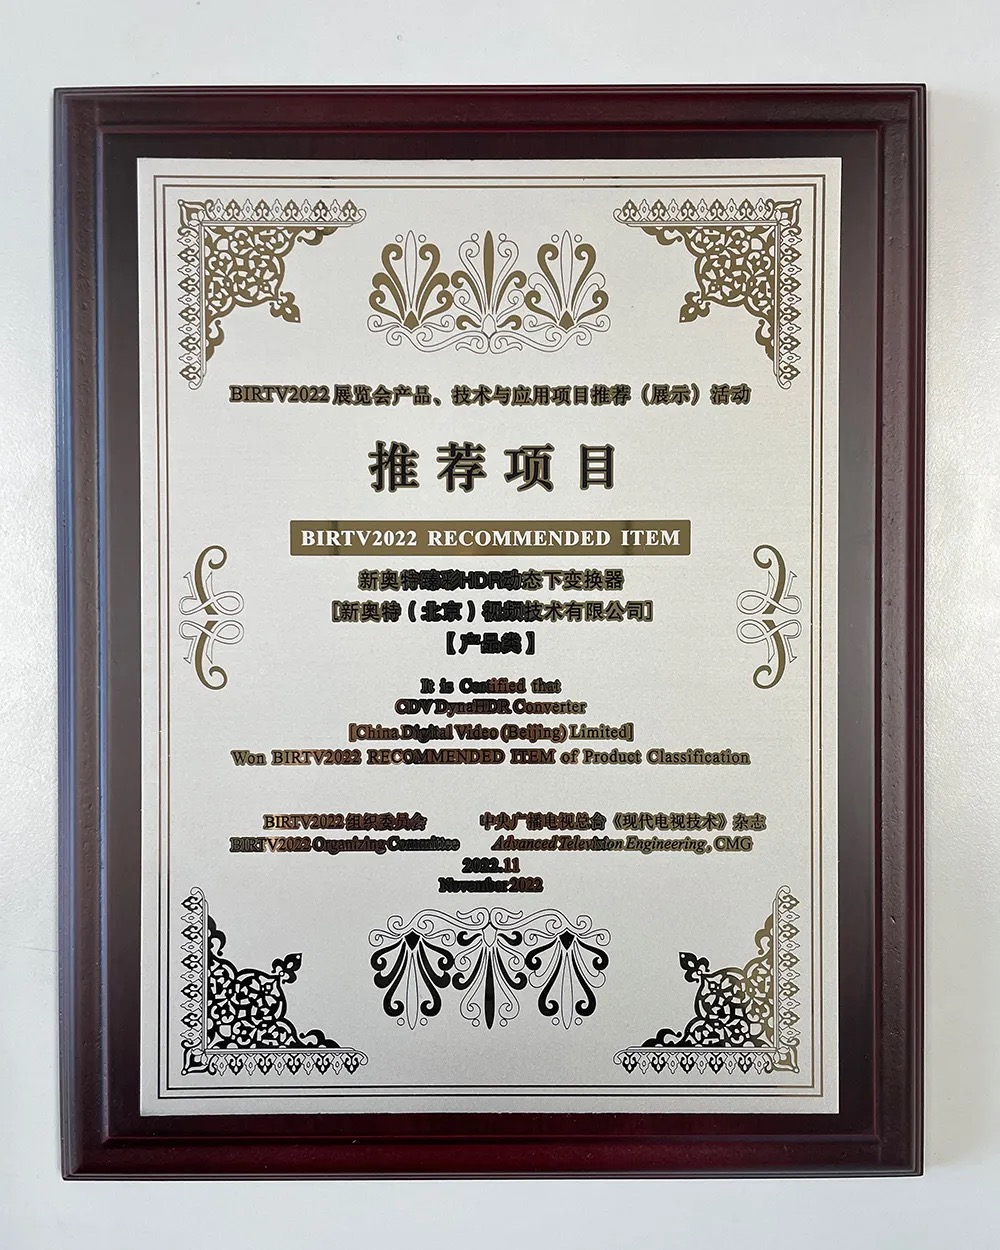 BIRTV2022展览会产品、技术与应用项目推荐（展示）活动
推荐项目
BIRTV2022 RECOMMENDED ITEM
新奥特臻彩HDR动态下变换器
[新奥特（北京）视频技术有限公司]
【产品类】
It is Certified that
CDV DynaHDR Converter
[China Digital Video (Beijing) Limited]
Won BIRTV2022 RECOMMENDED ITEM of Product Classification
BIRTV2022组织委员会 中央广播电视总台《现代电视技术》杂志
BIRTV2022 Organizing Committee Advanced Television Engineering, CMG
2022.11
November 2022